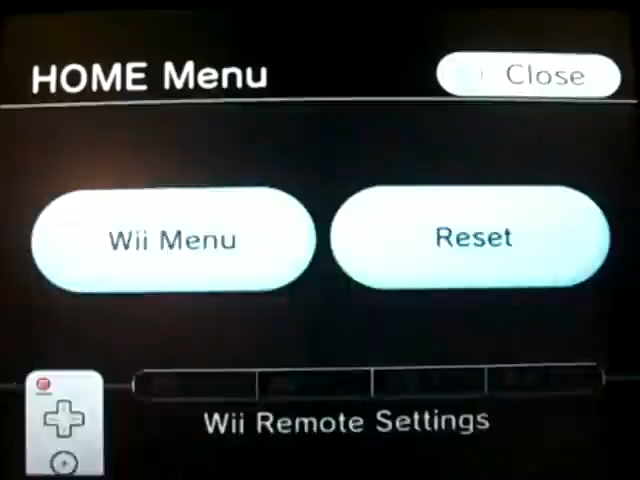 HOME Menu
Close
Wii Menu
Reset
Wii Remote Settings